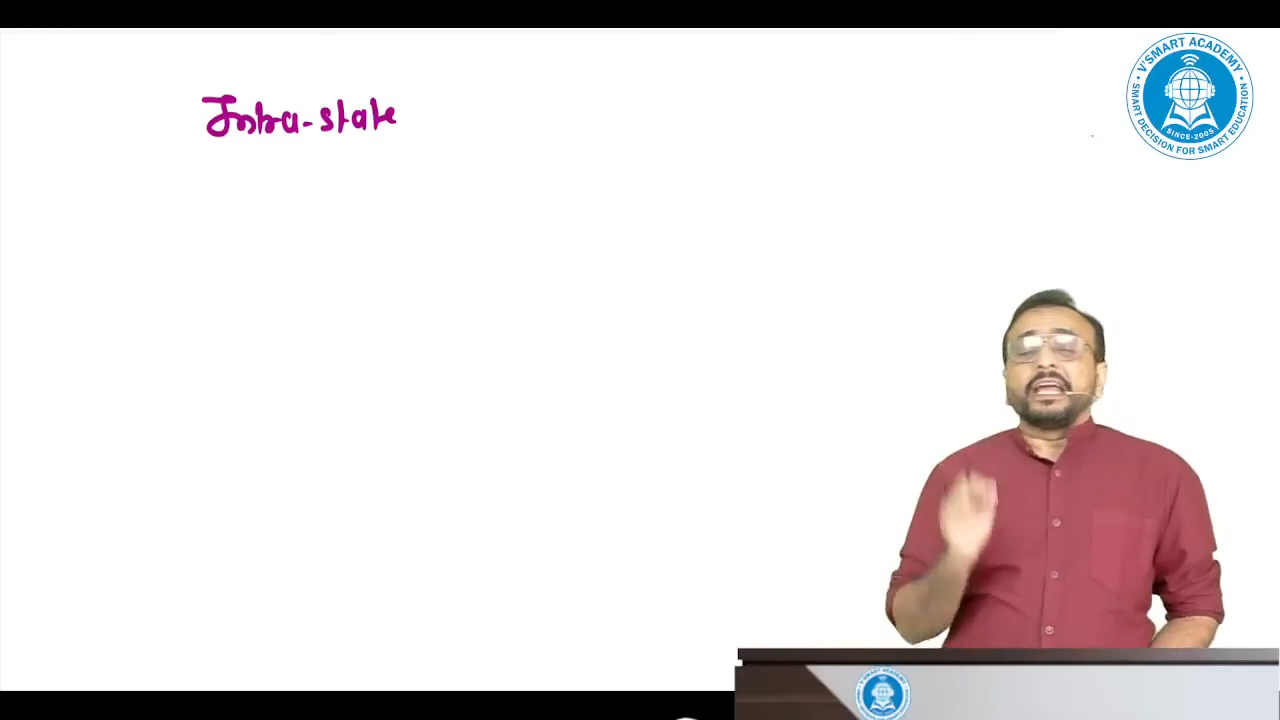 Intra-state
V'SMART ACADEMY
SMART DECISION FOR SMART EDUCATION
SINCE-2005